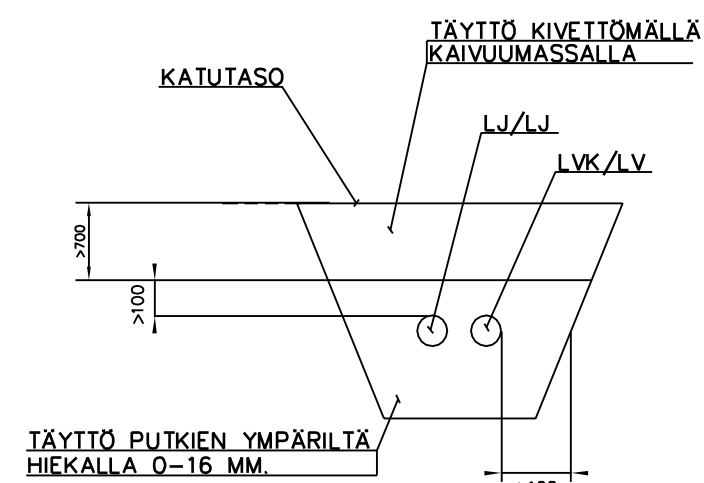 TÄYTTÖ KIVETTÖMÄLLÄ
KAIVUUMASSALLA
KATUTASO
LJ/LJ
LVK/LV
>700
>100
TÄYTTÖ PUTKIEN YMPÄRILTÄ
HIEKALLA 0-16 MM.